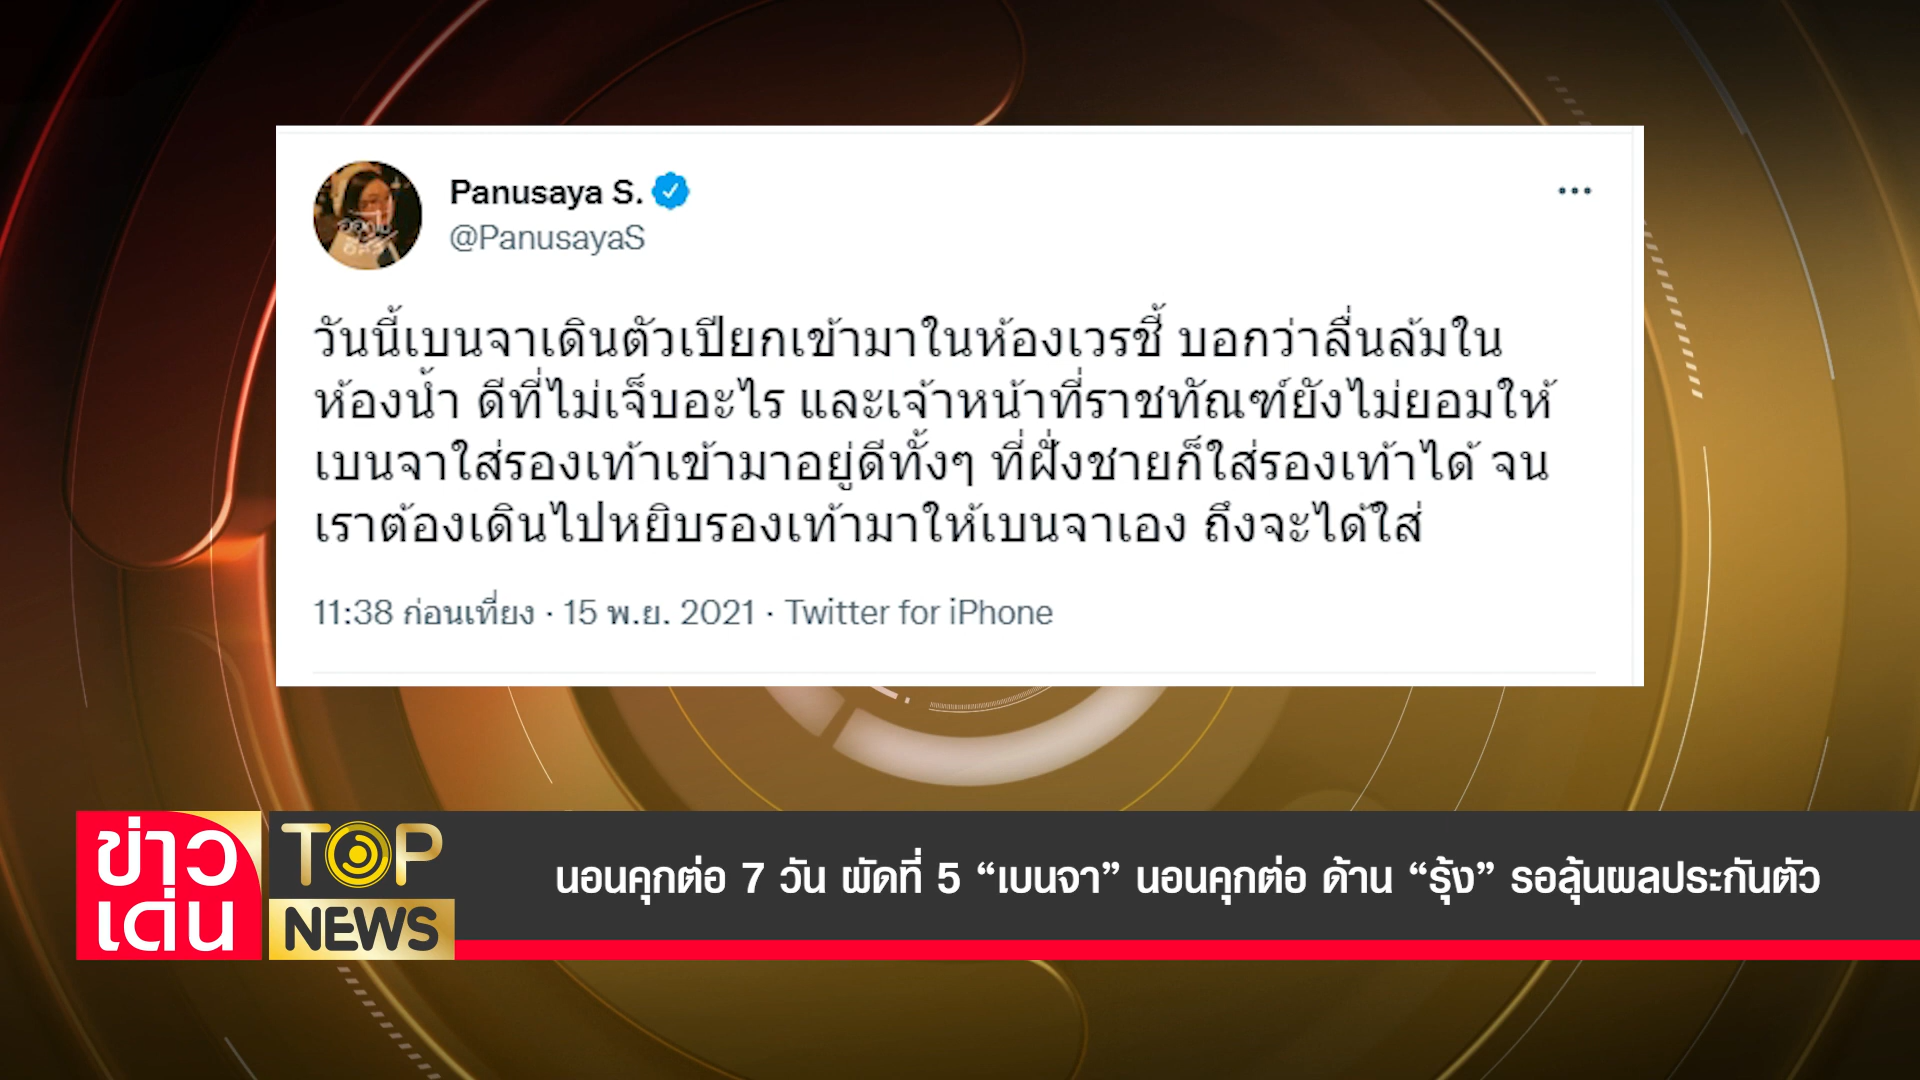 Panusaya S.
@PanusayaS
วันนี้เบนจาเดินตัวเปียกเข้ามาในห้องเวรชี้ บอกว่าลื่นล้มใน
ห้องน้ำ ดีที่ไม่เจ็บอะไร และเจ้าหน้าที่ราชทัณฑ์ยังไม่ยอมให้
เบนจาใส่รองเท้าเข้ามาอยู่ดีทั้งๆ ที่ฝั่งชายก็ใส่รองเท้าได้ จน
เราต้องเดินไปหยิบรองเท้ามาให้เบนจาเอง ถึงจะได้ใส่
11:38 ก่อนเที่ยง · 15 พ.ย. 2021 · Twitter for iPhone
ข่าว
เด่น
TOP
NEWS
นอนคุกต่อ 7 วัน ผัดที่ 5 “เบนจา” นอนคุกต่อ ด้าน “รุ้ง” รอลุ้นผลประกันตัว